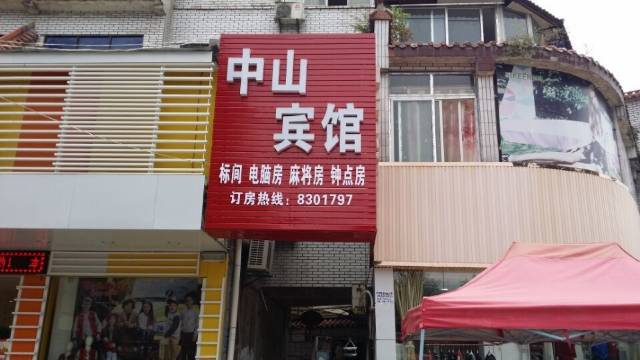 中山
宾馆
标间 电脑房 麻将房 钟点房
订房热线：8301797